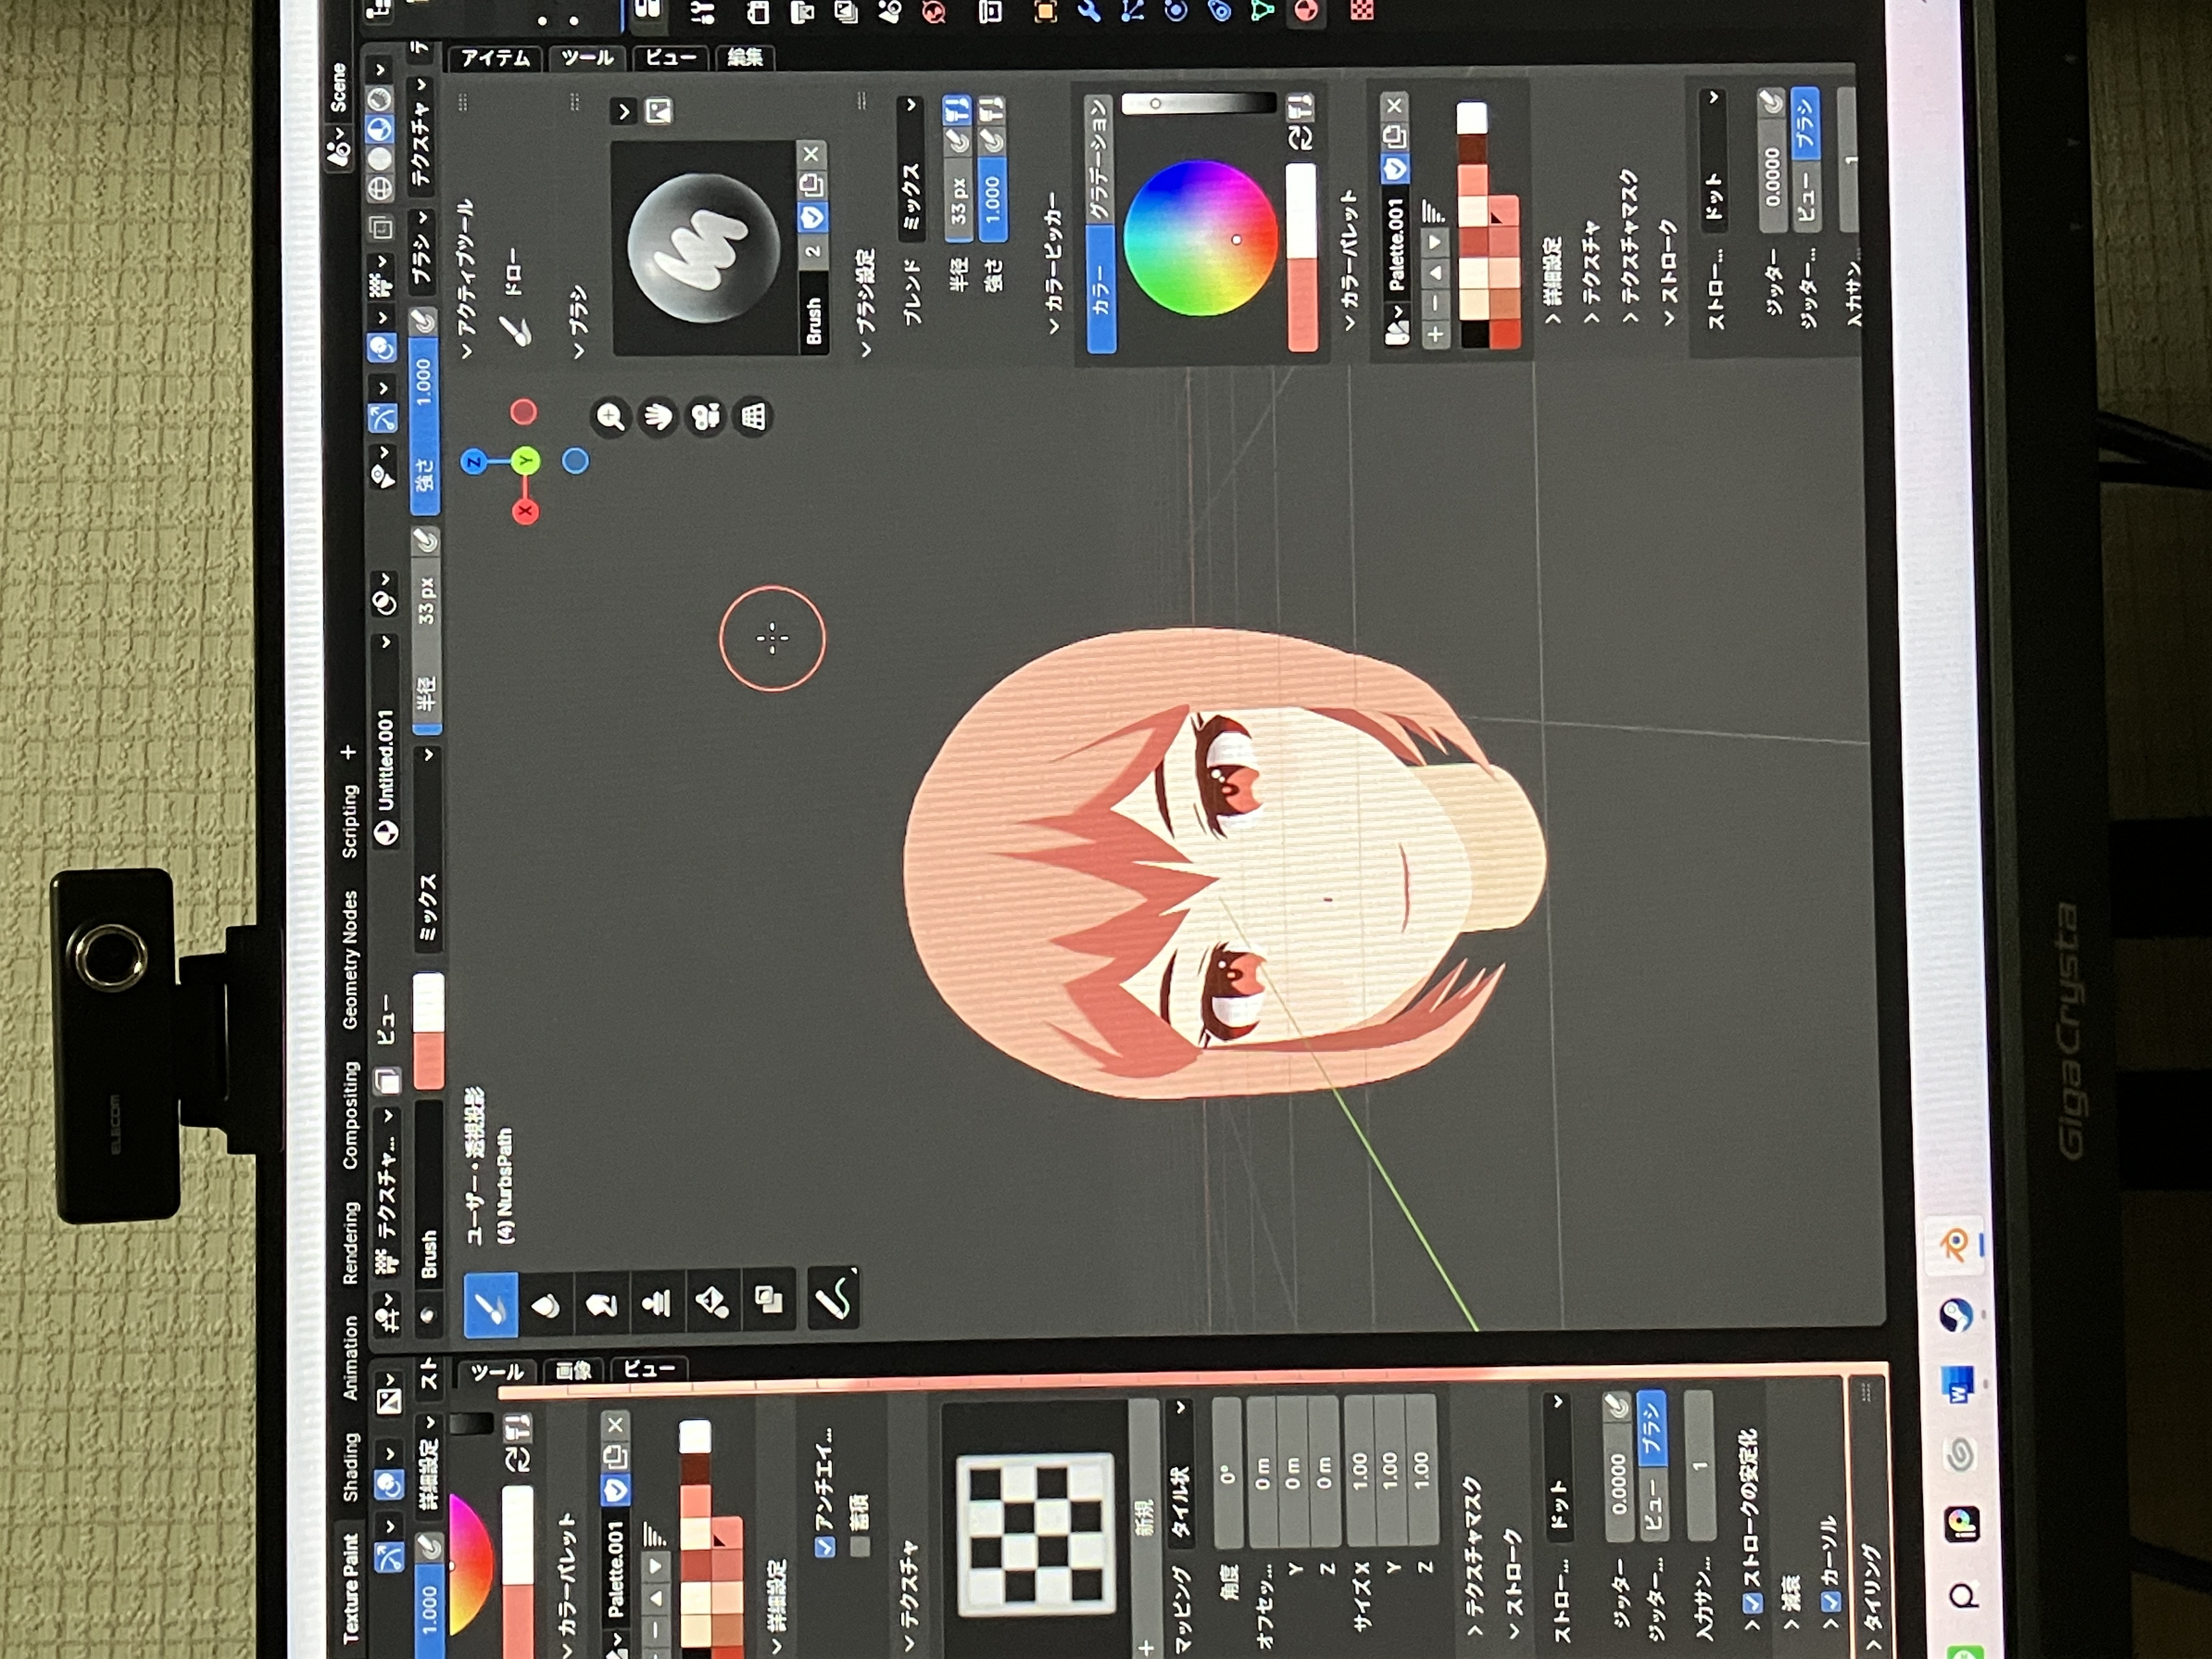 ELECOM
Texture Paint Shading Animation Rendering Compositing Geometry Nodes Scripting + Scene
テクスチャ... ビュー Untitled.001
1.000 詳細設定 スト
Brush ミックス 半径 33 px 強さ 1.000 ブラシ テクスチャ テ
ツール
画像
ビュー
カラーパレット
Palette.001
詳細設定
アンチエイ...
蓄積
テクスチャ
+ 新規
マッピング タイル状
角度 0°
オフセッ... 0 m
Y 0 m
Z 0 m
サイズ X 1.00
Y 1.00
Z 1.00
テクスチャマスク
ストローク
ストロー... ドット
ジッター 0.0000
ジッター... ビュー ブラシ
入力サン... 1
ストロークの安定化
減衰
カーソル
タイリング
ユーザー・透視投影
(4) NurbsPath
Z
X Y
アクティブツール
ドロー
ブラシ
Brush 2
ブラシ設定
ブレンド ミックス
半径 33 px
強さ 1.000
カラーピッカー
カラー グラデーション
カラーパレット
Palette.001
詳細設定
テクスチャ
テクスチャマスク
ストローク
ストロー... ドット
ジッター 0.0000
ジッター... ビュー ブラシ
入力サン... 1
アイテム
ツール
ビュー
編集
W
GigaCrysta